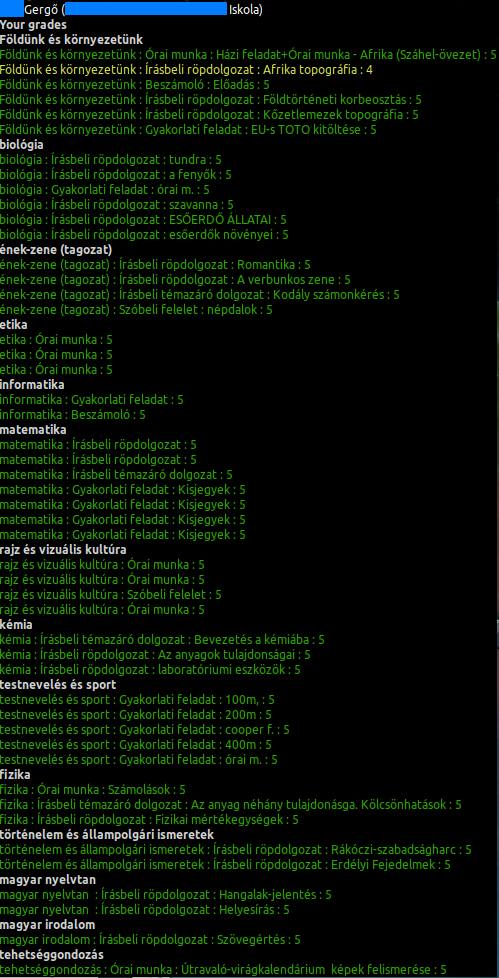 Gergő ( Iskola)
Your grades
Földünk és környezetünk
Földünk és környezetünk : Órai munka : Házi feladat+Órai munka - Afrika (Száhel-övezet) : 5
Földünk és környezetünk : Írásbeli röpdolgozat : Afrika topográfia : 4
Földünk és környezetünk : Beszámoló : Előadás : 5
Földünk és környezetünk : Írásbeli röpdolgozat : Földtörténeti korbeosztás : 5
Földünk és környezetünk : Írásbeli röpdolgozat : Kőzetlemezek topográfia : 5
Földünk és környezetünk : Gyakorlati feladat : EU-s TOTO kitöltése : 5
biológia
biológia : Írásbeli röpdolgozat : tundra : 5
biológia : Írásbeli röpdolgozat : a fenyők : 5
biológia : Gyakorlati feladat : órai m. : 5
biológia : Írásbeli röpdolgozat : szavanna : 5
biológia : Írásbeli röpdolgozat : ESŐERDŐ ÁLLATAI : 5
biológia : Írásbeli röpdolgozat : esőerdők növényei : 5
ének-zene (tagozat)
ének-zene (tagozat) : Írásbeli röpdolgozat : Romantika : 5
ének-zene (tagozat) : Írásbeli röpdolgozat : A verbunkos zene : 5
ének-zene (tagozat) : Írásbeli témazáró dolgozat : Kodály számonkérés : 5
ének-zene (tagozat) : Szóbeli felelet : népdalok : 5
etika
etika : Órai munka : 5
etika : Órai munka : 5
etika : Órai munka : 5
informatika
informatika : Gyakorlati feladat : 5
informatika : Beszámoló : 5
matematika
matematika : Írásbeli röpdolgozat : 5
matematika : Írásbeli röpdolgozat : 5
matematika : Írásbeli témazáró dolgozat : 5
matematika : Gyakorlati feladat : Kisjegyek : 5
matematika : Gyakorlati feladat : Kisjegyek : 5
matematika : Gyakorlati feladat : Kisjegyek : 5
matematika : Gyakorlati feladat : Kisjegyek : 5
rajz és vizuális kultúra
rajz és vizuális kultúra : Órai munka : 5
rajz és vizuális kultúra : Órai munka : 5
rajz és vizuális kultúra : Szóbeli felelet : 5
rajz és vizuális kultúra : Órai munka : 5
kémia
kémia : Írásbeli témazáró dolgozat : Bevezetés a kémiába : 5
kémia : Írásbeli röpdolgozat : Az anyagok tulajdonságai : 5
kémia : Írásbeli röpdolgozat : laboratóriumi eszközök : 5
testnevelés és sport
testnevelés és sport : Gyakorlati feladat : 100m, : 5
testnevelés és sport : Gyakorlati feladat : 200m : 5
testnevelés és sport : Gyakorlati feladat : cooper f. : 5
testnevelés és sport : Gyakorlati feladat : 400m : 5
testnevelés és sport : Gyakorlati feladat : órai m. : 5
fizika
fizika : Órai munka : Számolások : 5
fizika : Írásbeli témazáró dolgozat : Az anyag néhány tulajdonásga. Kölcsönhatások : 5
fizika : Írásbeli röpdolgozat : Fizikai mértékegységek : 5
történelem és állampolgári ismeretek
történelem és állampolgári ismeretek : Írásbeli röpdolgozat : Rákóczi-szabadságharc : 5
történelem és állampolgári ismeretek : Írásbeli röpdolgozat : Erdélyi Fejedelmek : 5
magyar nyelvtan
magyar nyelvtan : Írásbeli röpdolgozat : Hangalak-jelentés : 5
magyar nyelvtan : Írásbeli röpdolgozat : Helyesírás : 5
magyar irodalom
magyar irodalom : Írásbeli röpdolgozat : Szövegértés : 5
tehetséggondozás
tehetséggondozás : Órai munka : Útravaló-virágkalendárium képek felismerése : 5